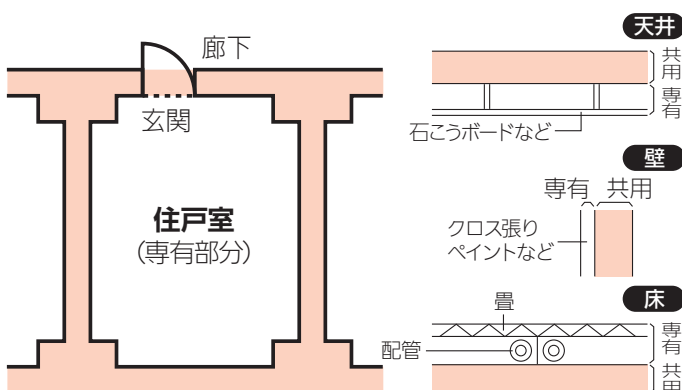 廊下
玄関
住戸室
(専有部分)
天井
共用
専有
石こうボードなど
壁
専有 共用
クロス張り
ペイントなど
床
畳
配管
専有
共用